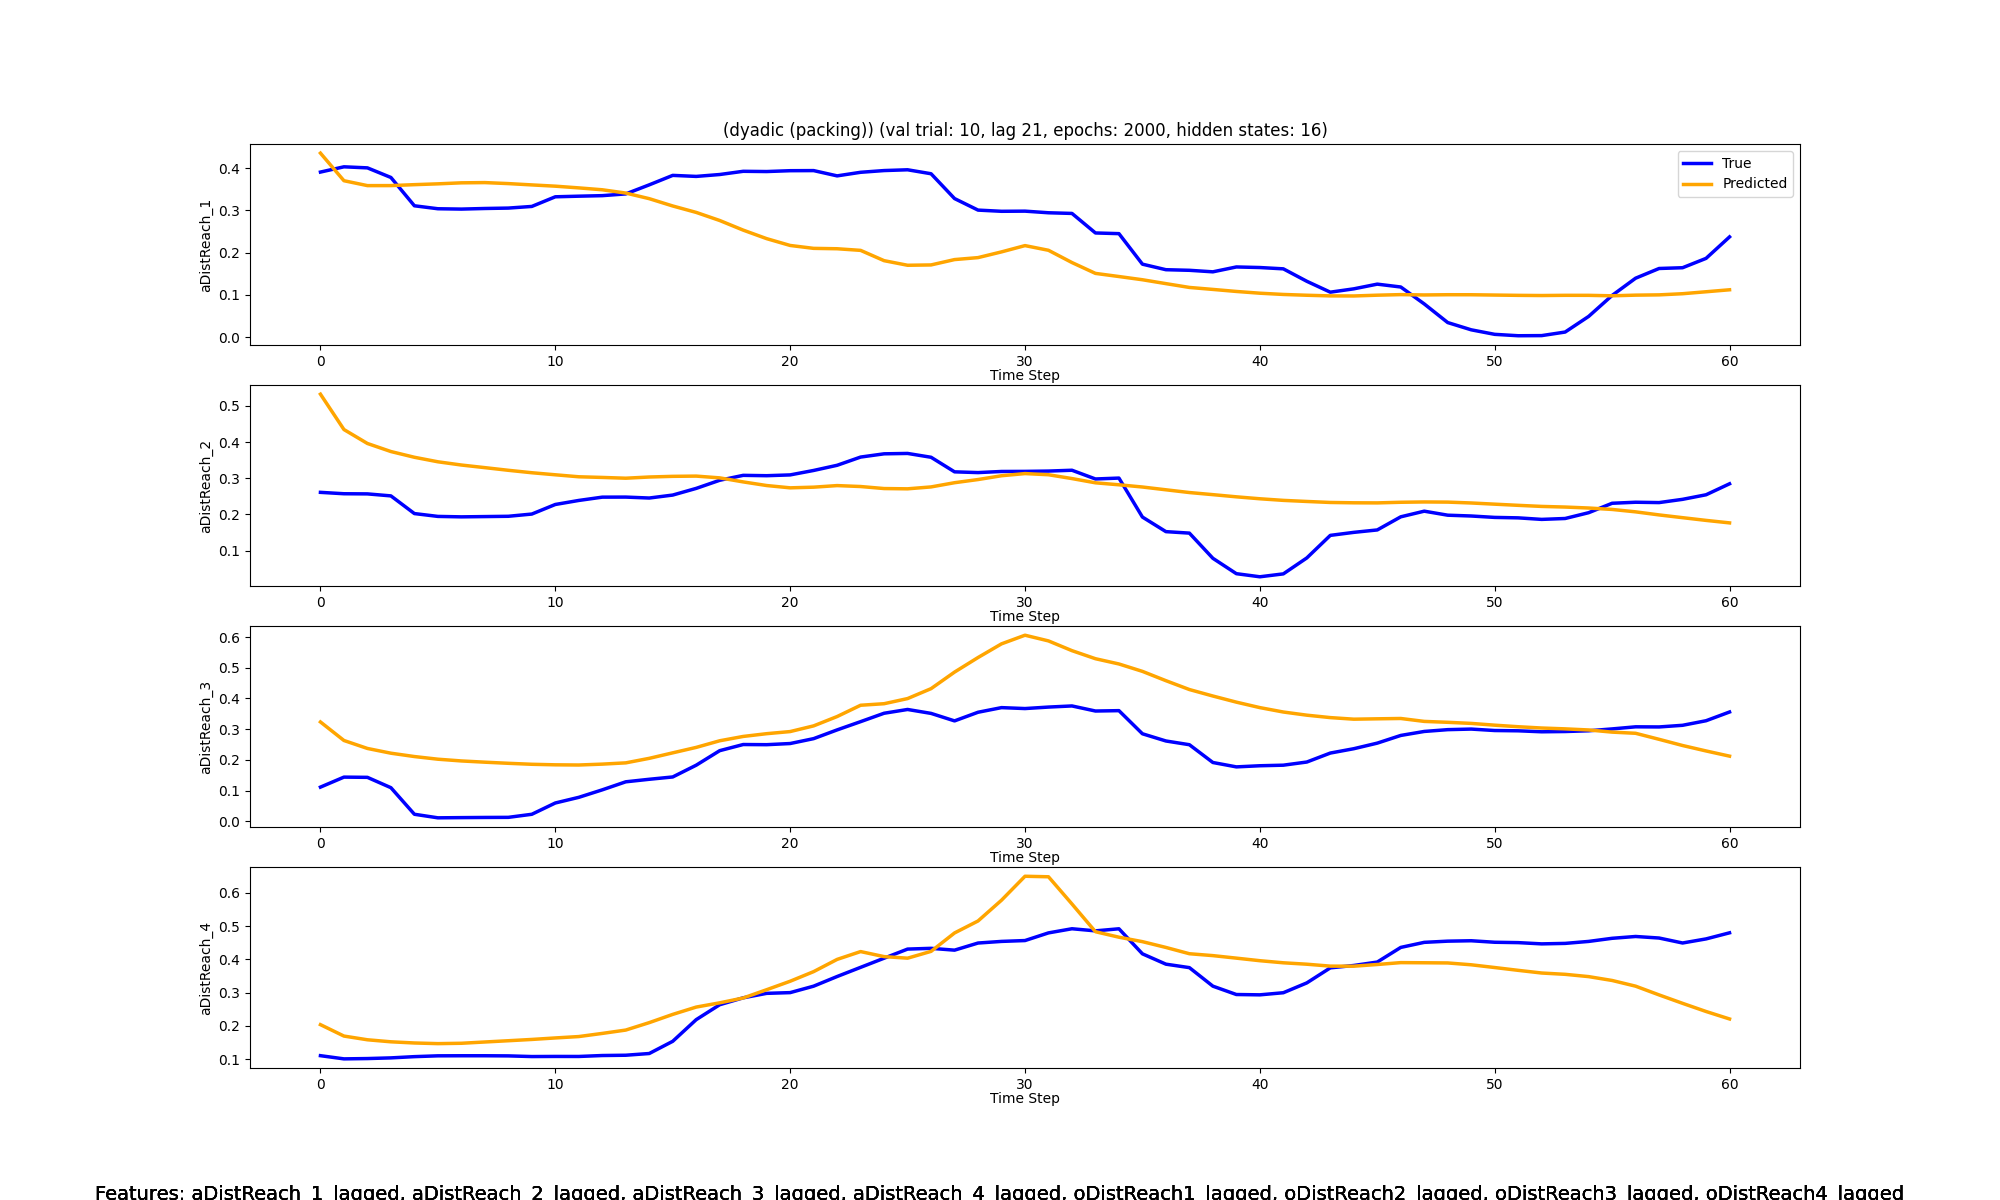 (dyadic (packing)) (val trial: 10, lag 21, epochs: 2000, hidden states: 16)
True
Predicted
aDistReach_1
0.4
0.3
0.2
0.1
0.0
0 10 20 30 40 50 60
Time Step
aDistReach_2
0.5
0.4
0.3
0.2
0.1
0 10 20 30 40 50 60
Time Step
aDistReach_3
0.6
0.5
0.4
0.3
0.2
0.1
0.0
0 10 20 30 40 50 60
Time Step
aDistReach_4
0.6
0.5
0.4
0.3
0.2
0.1
0 10 20 30 40 50 60
Time Step
Features: aDistReach_1_lagged, aDistReach_2_lagged, aDistReach_3_lagged, aDistReach_4_lagged, oDistReach1_lagged, oDistReach2_lagged, oDistReach3_lagged, oDistReach4_lagged